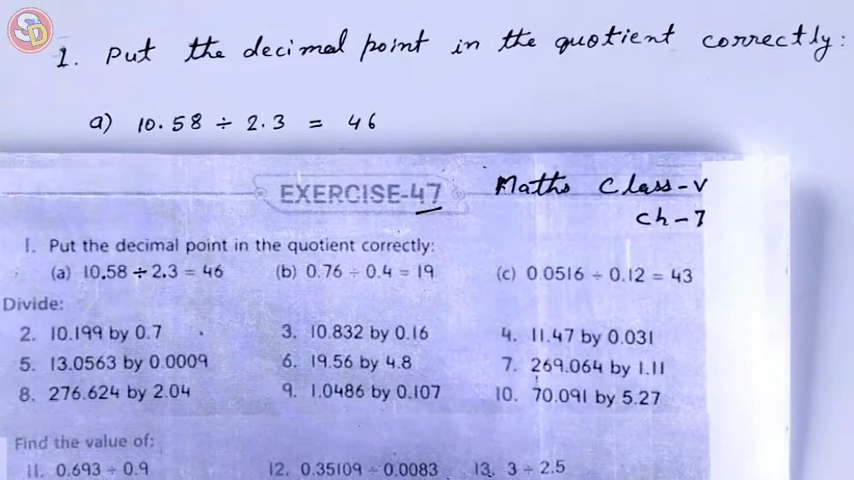 SD
1. Put the decimal point in the quotient correctly:
a) 10.58 ÷ 2.3 = 46
EXERCISE-47 Maths Class-V
Ch-7
1. Put the decimal point in the quotient correctly:
(a) 10.58 ÷ 2.3 = 46 (b) 0.76 ÷ 0.4 = 19 (c) 0.0516 ÷ 0.12 = 43
Divide:
2. 10.199 by 0.7 3. 10.832 by 0.16 4. 11.47 by 0.031
5. 13.0563 by 0.0009 6. 19.56 by 4.8 7. 269.064 by 1.11
8. 276.624 by 2.04 9. 1.0486 by 0.107 10. 70.091 by 5.27
Find the value of:
11. 0.693 ÷ 0.9 12. 0.35109 ÷ 0.0083 13. 3 ÷ 2.5